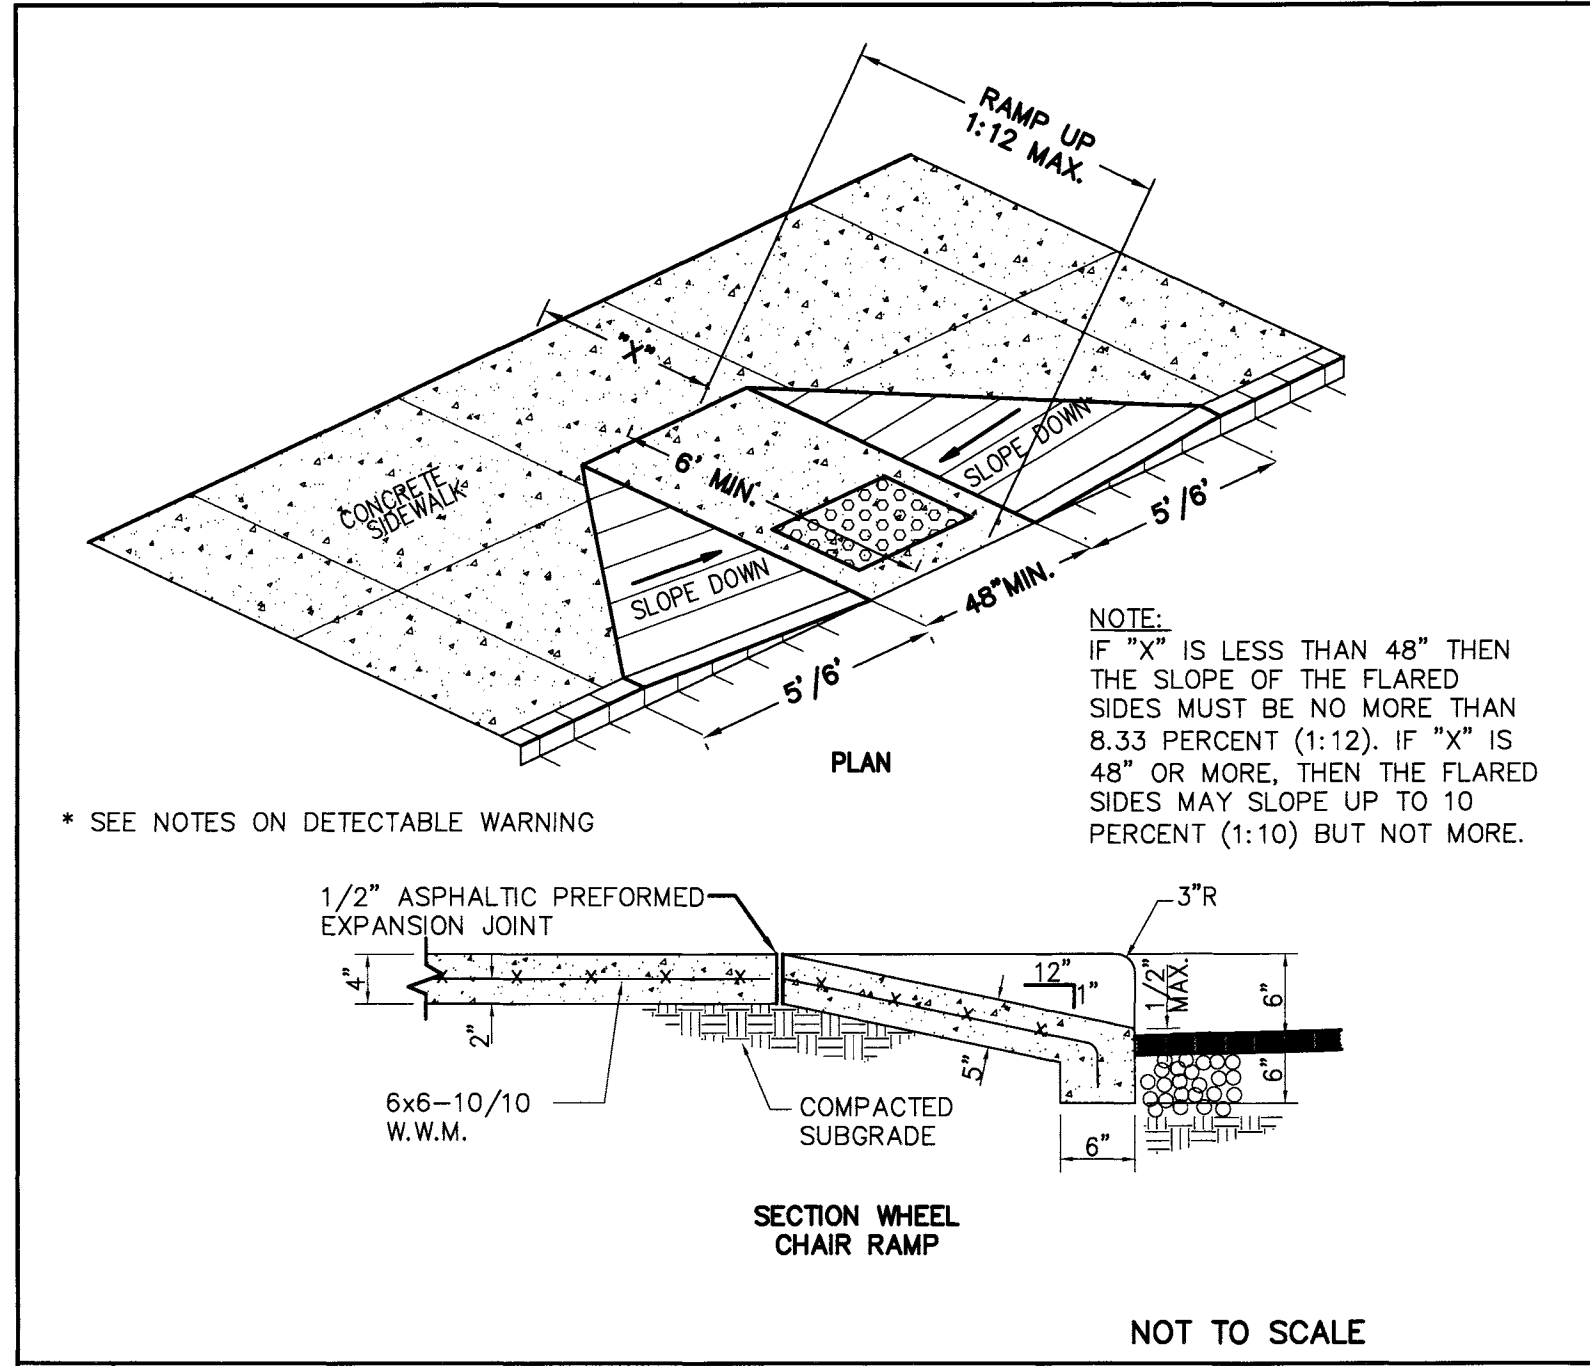 RAMP UP
1:12 MAX.
"X"
6' MIN.
SLOPE DOWN
CONCRETE
SIDEWALK
SLOPE DOWN
5'/6'
48" MIN.
5'/6'
NOTE:
IF "X" IS LESS THAN 48" THEN
THE SLOPE OF THE FLARED
SIDES MUST BE NO MORE THAN
8.33 PERCENT (1:12). IF "X" IS
48" OR MORE, THEN THE FLARED
SIDES MAY SLOPE UP TO 10
PERCENT (1:10) BUT NOT MORE.
PLAN
* SEE NOTES ON DETECTABLE WARNING
1/2" ASPHALTIC PREFORMED
EXPANSION JOINT
3"R
4"
2"
12"
1"
1/2"
MAX.
6"
6"
5"
6x6-10/10
W.W.M.
COMPACTED
SUBGRADE
6"
SECTION WHEEL
CHAIR RAMP
NOT TO SCALE